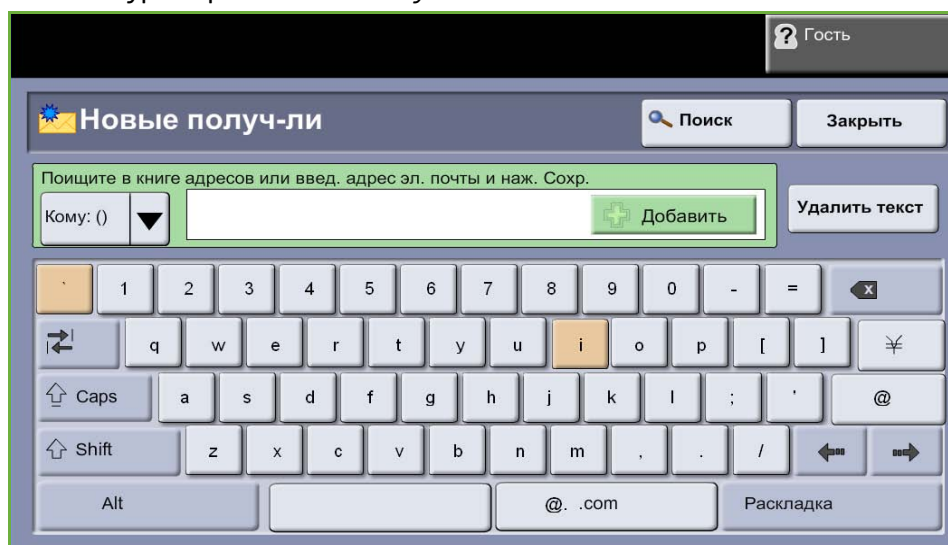 Гость
Новые получ-ли
Поиск
Закрыть
Поищите в книге адресов или введ. адрес эл. почты и наж. Сохр.
Кому: ()
Добавить
Удалить текст
` 1 2 3 4 5 6 7 8 9 0 - =
q w e r t y u i o p [ ] ¥
Caps a s d f g h j k l ; ' @
Shift z x c v b n m , . /
Alt @. .com Раскладка